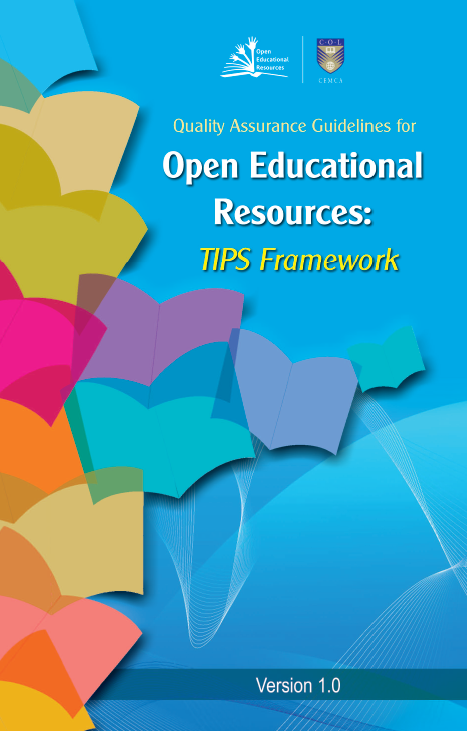 Open
Educational
Resources
C O L
CEMCA
Quality Assurance Guidelines for
Open Educational
Resources:
TIPS Framework
Version 1.0